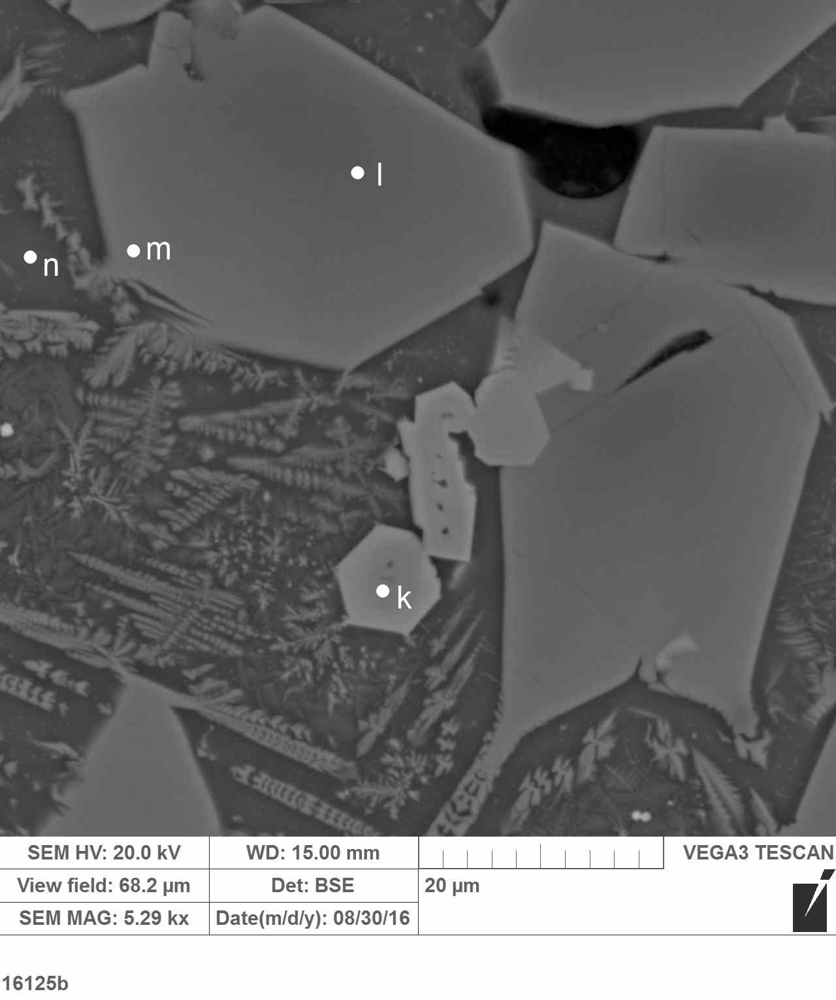 l
m
n
k
SEM HV: 20.0 kV
WD: 15.00 mm
VEGA3 TESCAN
View field: 68.2 µm
Det: BSE
20 µm
SEM MAG: 5.29 kx
Date(m/d/y): 08/30/16
16125b